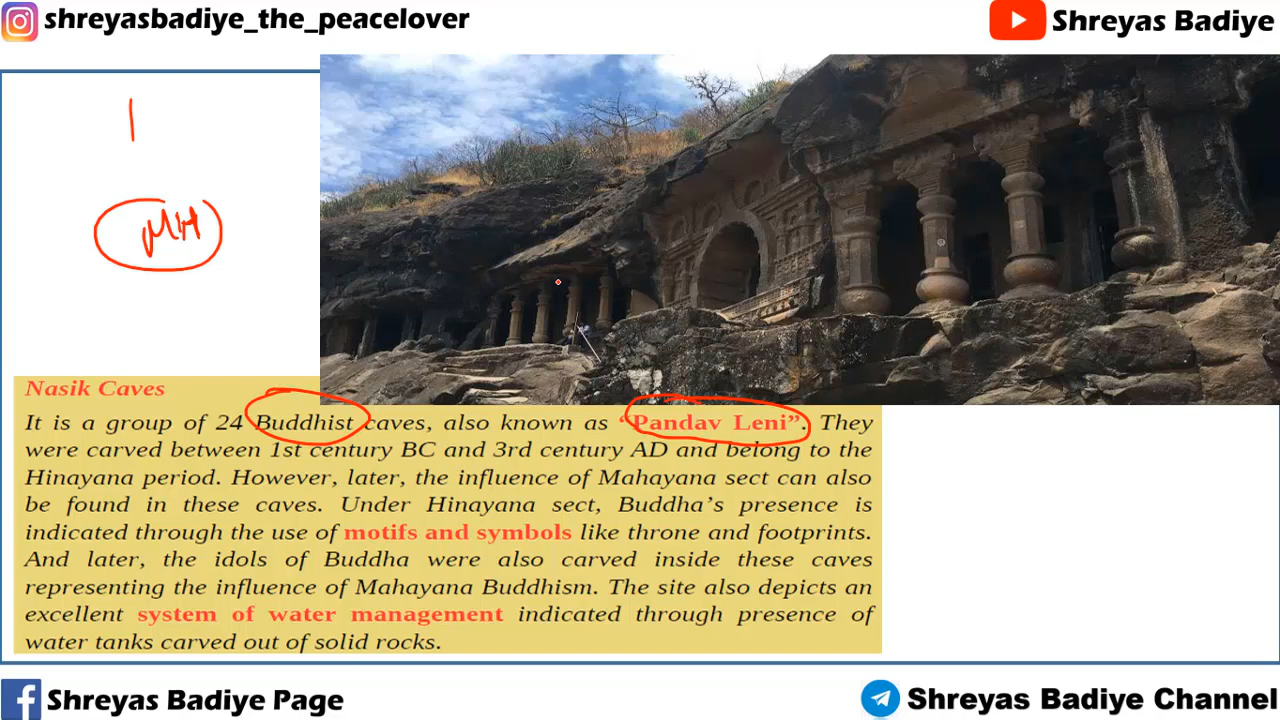 shreyasbadiye_the_peacelover
Shreyas Badiye
MH
Nasik Caves
It is a group of 24 Buddhist caves, also known as “Pandav Leni”. They
were carved between 1st century BC and 3rd century AD and belong to the
Hinayana period. However, later, the influence of Mahayana sect can also
be found in these caves. Under Hinayana sect, Buddha’s presence is
indicated through the use of motifs and symbols like throne and footprints.
And later, the idols of Buddha were also carved inside these caves
representing the influence of Mahayana Buddhism. The site also depicts an
excellent system of water management indicated through presence of
water tanks carved out of solid rocks.
Shreyas Badiye Page
Shreyas Badiye Channel